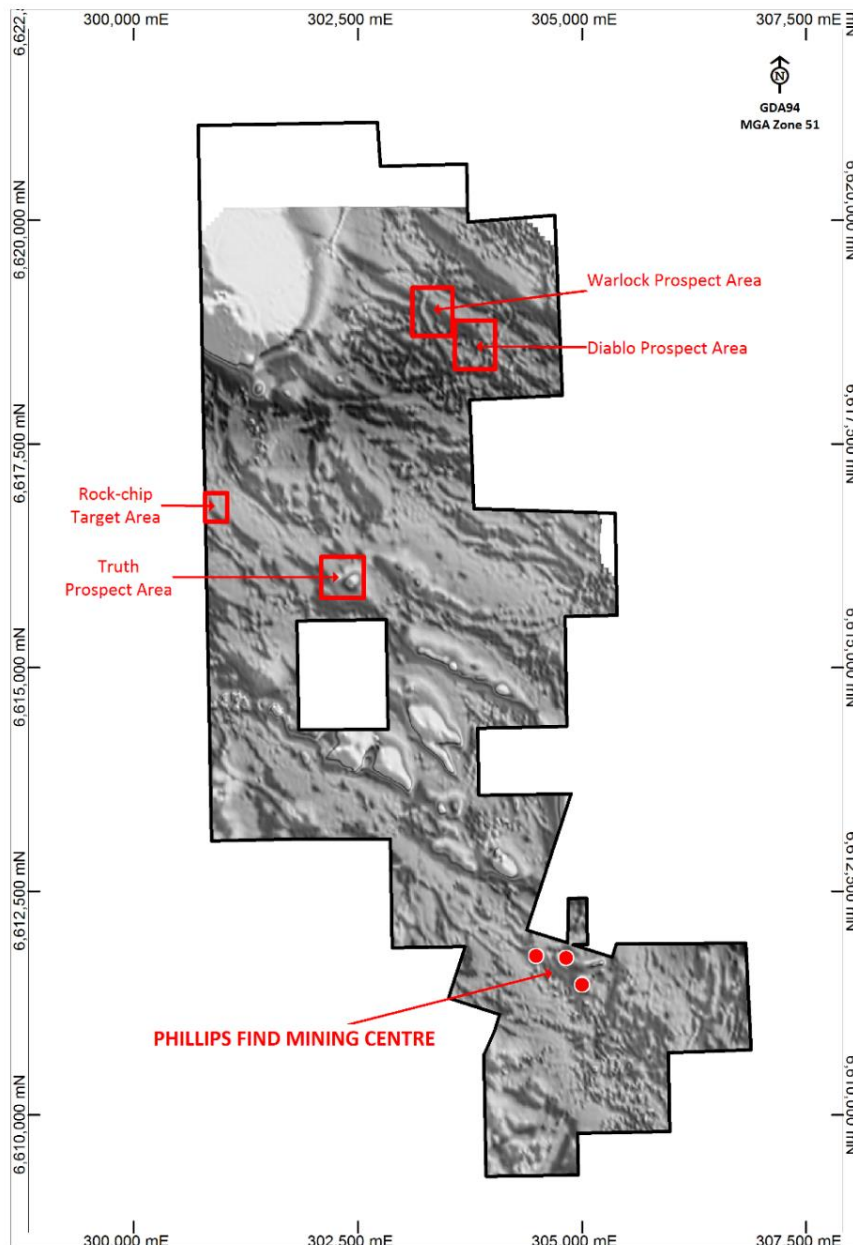 300,000 mE
302,500 mE
305,000 mE
307,500 mE
N
GDA94
MGA Zone 51
6,620,000 mN
6,620,000 mN
Warlock Prospect Area
Diablo Prospect Area
6,617,500 mN
6,617,500 mN
Rock-chip
Target Area
Truth
Prospect Area
6,615,000 mN
6,615,000 mN
6,612,500 mN
6,612,500 mN
PHILLIPS FIND MINING CENTRE
6,610,000 mN
6,610,000 mN
300,000 mE
302,500 mE
305,000 mE
307,500 mE